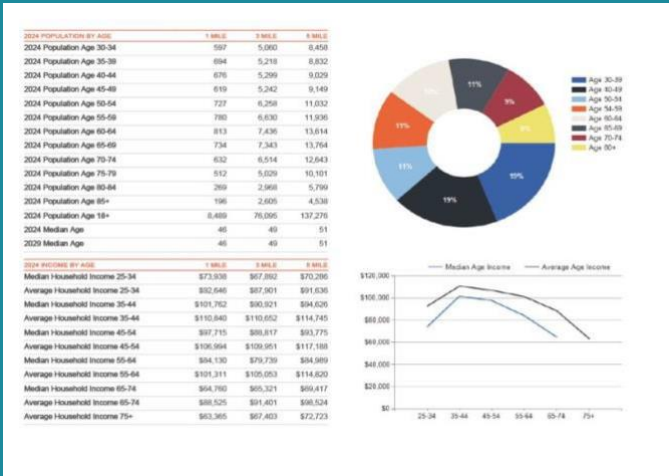 2024 POPULATION BY AGE 1 MILE 3 MILE 5 MILE
2024 Population Age 30-34 597 5,060 8,458
2024 Population Age 35-39 694 5,218 8,832
2024 Population Age 40-44 676 5,299 9,029
2024 Population Age 45-49 619 5,242 9,149
2024 Population Age 50-54 727 6,258 11,032
2024 Population Age 55-59 780 6,630 11,936
2024 Population Age 60-64 813 7,436 13,614
2024 Population Age 65-69 734 7,343 13,764
2024 Population Age 70-74 632 6,514 12,643
2024 Population Age 75-79 512 5,029 10,101
2024 Population Age 80-84 269 2,968 5,799
2024 Population Age 85+ 196 2,605 4,538
2024 Population Age 18+ 8,489 76,095 137,276
2024 Median Age 46 49 51
2029 Median Age 46 49 51
2024 INCOME BY AGE 1 MILE 3 MILE 5 MILE
Median Household Income 25-34 $73,938 $67,892 $70,286
Average Household Income 25-34 $92,646 $87,901 $91,636
Median Household Income 35-44 $101,762 $90,921 $94,626
Average Household Income 35-44 $110,840 $110,652 $114,745
Median Household Income 45-54 $97,715 $88,817 $93,775
Average Household Income 45-54 $106,994 $109,951 $117,188
Median Household Income 55-64 $84,130 $79,739 $84,989
Average Household Income 55-64 $101,311 $105,053 $114,820
Median Household Income 65-74 $64,760 $65,321 $69,417
Average Household Income 65-74 $88,525 $91,401 $98,524
Average Household Income 75+ $63,365 $67,403 $72,723
11%
9%
19%
19%
11%
11%
Age 30-39
Age 40-49
Age 50-54
Age 54-59
Age 60-64
Age 65-69
Age 70-74
Age 80+
Median Age Income Average Age Income
$120,000
$100,000
$80,000
$60,000
$40,000
$20,000
$0
25-34 35-44 45-54 55-64 65-74 75+